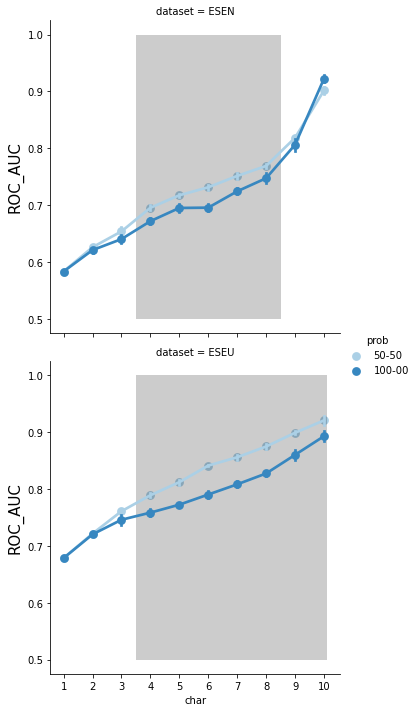 dataset = ESEN
1.0
0.9
0.8
0.7
0.6
0.5
ROC_AUC
dataset = ESEU
1.0
0.9
0.8
0.7
0.6
0.5
ROC_AUC
1 2 3 4 5 6 7 8 9 10
char
prob
50-50
100-00